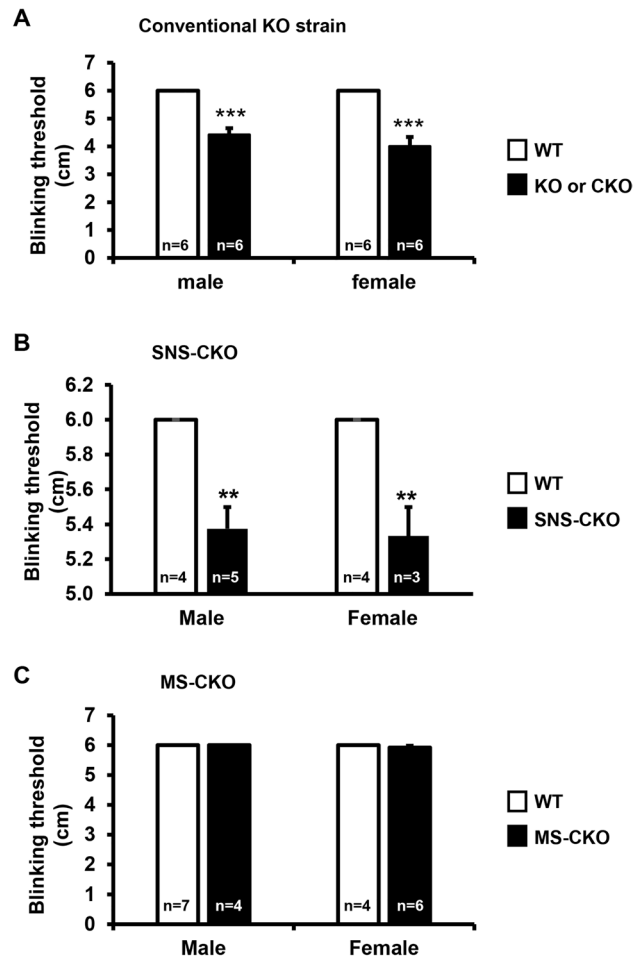 A
Conventional KO strain
Blinking threshold
(cm)
7
6
5
4
3
2
1
0
***
***
n=6
n=6
n=6
n=6
male
female
WT
KO or CKO
B
SNS-CKO
Blinking threshold
(cm)
6.2
6.0
5.8
5.6
5.4
5.2
5.0
**
**
n=4
n=5
n=4
n=3
Male
Female
WT
SNS-CKO
C
MS-CKO
Blinking threshold
(cm)
7
6
5
4
3
2
1
0
n=7
n=4
n=4
n=6
Male
Female
WT
MS-CKO